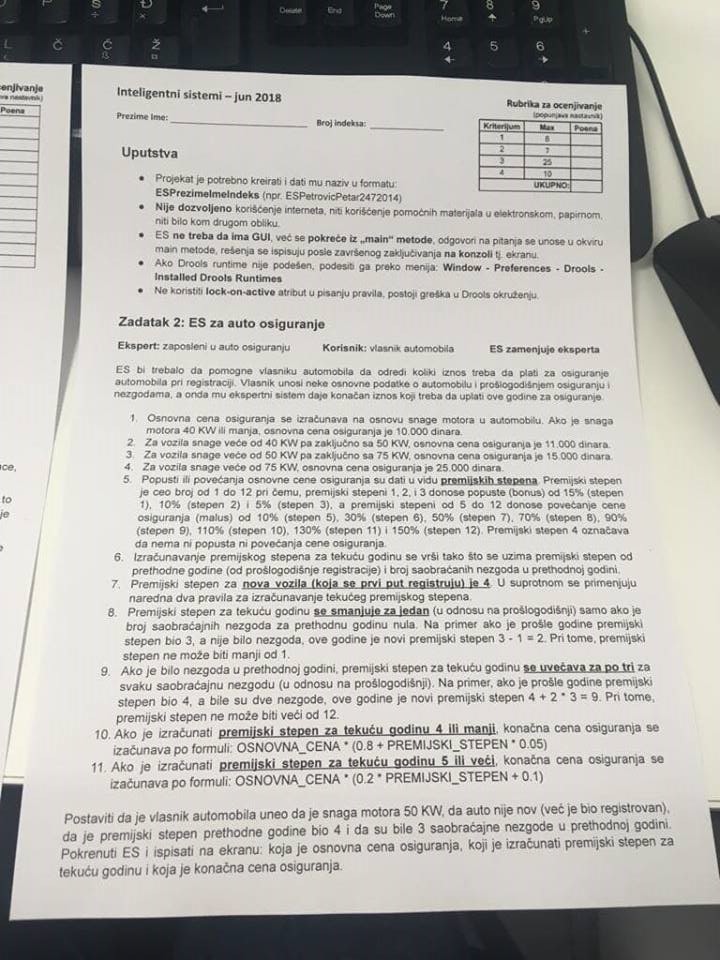 enjivanje
va nastavnik)
Poena
Č
Ć
Ž
ß
Delete
End
Page
Down
7
Home
8
9
PgUp
4
5
6
+
Inteligentni sistemi – jun 2018
Prezime Ime:
Broj indeksa:
Rubrika za ocenjivanje
(popunjava nastavnik)
Kriterijum Max Poena
1 8
2 7
3 25
4 10
UKUPNO:
Uputstva
• Projekat je potrebno kreirati i dati mu naziv u formatu:
ESPrezimeImeIndeks (npr. ESPetrovicPetar2472014)
• Nije dozvoljeno korišćenje interneta, niti korišćenje pomoćnih materijala u elektronskom, papirnom,
niti bilo kom drugom obliku.
• ES ne treba da ima GUI, već se pokreće iz „main” metode, odgovori na pitanja se unose u okviru
main metode, rešenja se ispisuju posle završenog zaključivanja na konzoli tj. ekranu.
• Ako Drools runtime nije podešen, podesiti ga preko menija: Window - Preferences - Drools -
Installed Drools Runtimes
• Ne koristiti lock-on-active atribut u pisanju pravila, postoji greška u Drools okruženju.
Zadatak 2: ES za auto osiguranje
Ekspert: zaposleni u auto osiguranju Korisnik: vlasnik automobila ES zamenjuje eksperta
ES bi trebalo da pomogne vlasniku automobila da odredi koliki iznos treba da plati za osiguranje
automobila pri registraciji. Vlasnik unosi neke osnovne podatke o automobilu i prošlogodišnjem osiguranju i
nezgodama, a onda mu ekspertni sistem daje konačan iznos koji treba da uplati ove godine za osiguranje.
1. Osnovna cena osiguranja se izračunava na osnovu snage motora u automobilu. Ako je snaga
motora 40 KW ili manja, osnovna cena osiguranja je 10.000 dinara.
2. Za vozila snage veće od 40 KW pa zaključno sa 50 KW, osnovna cena osiguranja je 11.000 dinara.
3. Za vozila snage veće od 50 KW pa zaključno sa 75 KW, osnovna cena osiguranja je 15.000 dinara.
4. Za vozila snage veće od 75 KW, osnovna cena osiguranja je 25.000 dinara.
5. Popusti ili povećanja osnovne cene osiguranja su dati u vidu premijskih stepena. Premijski stepen
je ceo broj od 1 do 12 pri čemu, premijski stepeni 1, 2, i 3 donose popuste (bonus) od 15% (stepen
1), 10% (stepen 2) i 5% (stepen 3), a premijski stepeni od 5 do 12 donose povećanje cene
osiguranja (malus) od 10% (stepen 5), 30% (stepen 6), 50% (stepen 7), 70% (stepen 8), 90%
(stepen 9), 110% (stepen 10), 130% (stepen 11) i 150% (stepen 12). Premijski stepen 4 označava
da nema ni popusta ni povećanja cene osiguranja.
6. Izračunavanje premijskog stepena za tekuću godinu se vrši tako što se uzima premijski stepen od
prethodne godine (od prošlogodišnje registracije) i broj saobraćanih nezgoda u prethodnoj godini.
7. Premijski stepen za nova vozila (koja se prvi put registruju) je 4. U suprotnom se primenjuju
naredna dva pravila za izračunavanje tekućeg premijskog stepena.
8. Premijski stepen za tekuću godinu se smanjuje za jedan (u odnosu na prošlogodišnji) samo ako je
broj saobraćajnih nezgoda za prethodnu godinu nula. Na primer ako je prošle godine premijski
stepen bio 3, a nije bilo nezgoda, ove godine je novi premijski stepen 3 - 1 = 2. Pri tome, premijski
stepen ne može biti manji od 1.
9. Ako je bilo nezgoda u prethodnoj godini, premijski stepen za tekuću godinu se uvećava za po tri za
svaku saobraćajnu nezgodu (u odnosu na prošlogodišnji). Na primer, ako je prošle godine premijski
stepen bio 4, a bile su dve nezgode, ove godine je novi premijski stepen 4 + 2 * 3 = 9. Pri tome,
premijski stepen ne može biti veći od 12.
10. Ako je izračunati premijski stepen za tekuću godinu 4 ili manji, konačna cena osiguranja se
izačunava po formuli: OSNOVNA_CENA * (0.8 + PREMIJSKI_STEPEN * 0.05)
11. Ako je izračunati premijski stepen za tekuću godinu 5 ili veći, konačna cena osiguranja se
izačunava po formuli: OSNOVNA_CENA * (0.2 * PREMIJSKI_STEPEN + 0.1)
Postaviti da je vlasnik automobila uneo da je snaga motora 50 KW, da auto nije nov (već je bio registrovan),
da je premijski stepen prethodne godine bio 4 i da su bile 3 saobraćajne nezgode u prethodnoj godini.
Pokrenuti ES i ispisati na ekranu: koja je osnovna cena osiguranja, koji je izračunati premijski stepen za
tekuću godinu i koja je konačna cena osiguranja.